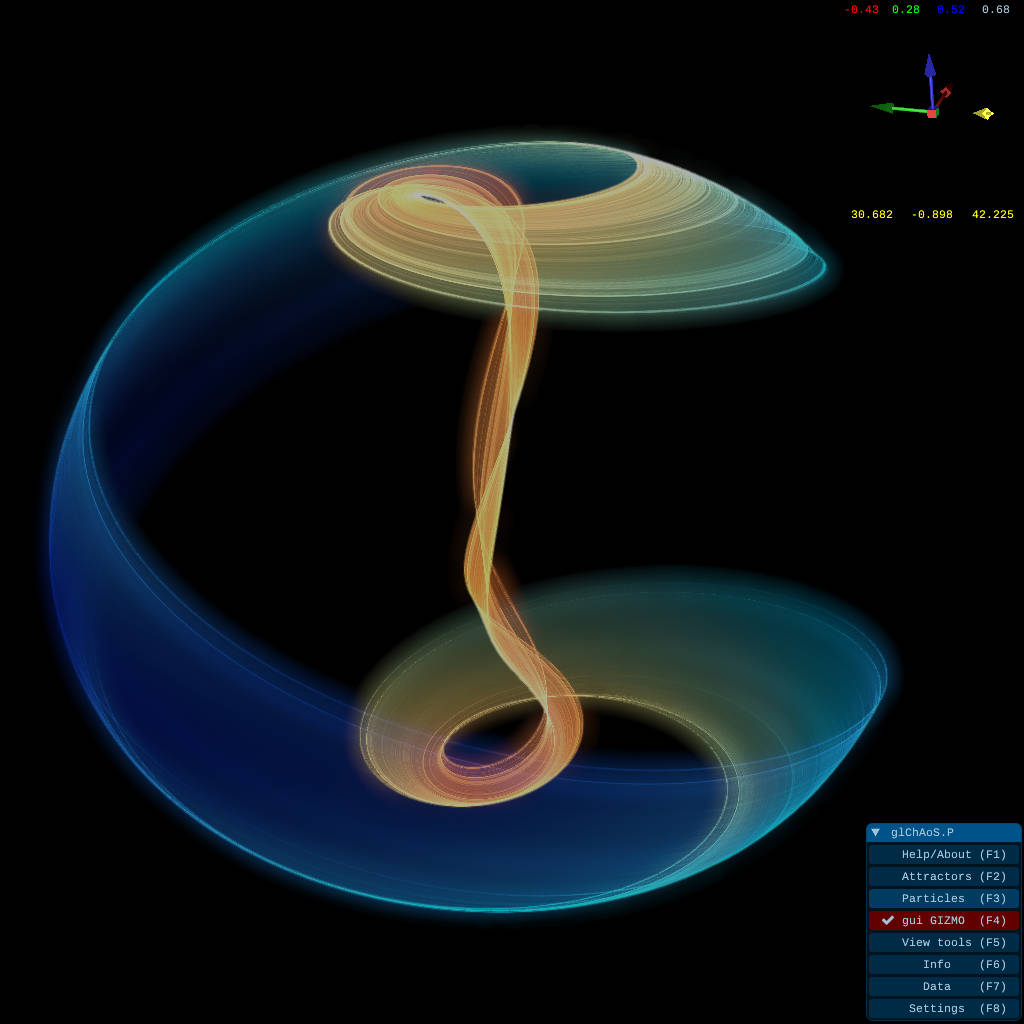 -0.43 0.28 0.52 0.68
30.682 -0.898 42.225
glChAoS.P
Help/About (F1)
Attractors (F2)
Particles (F3)
gui GIZMO (F4)
View tools (F5)
Info (F6)
Data (F7)
Settings (F8)